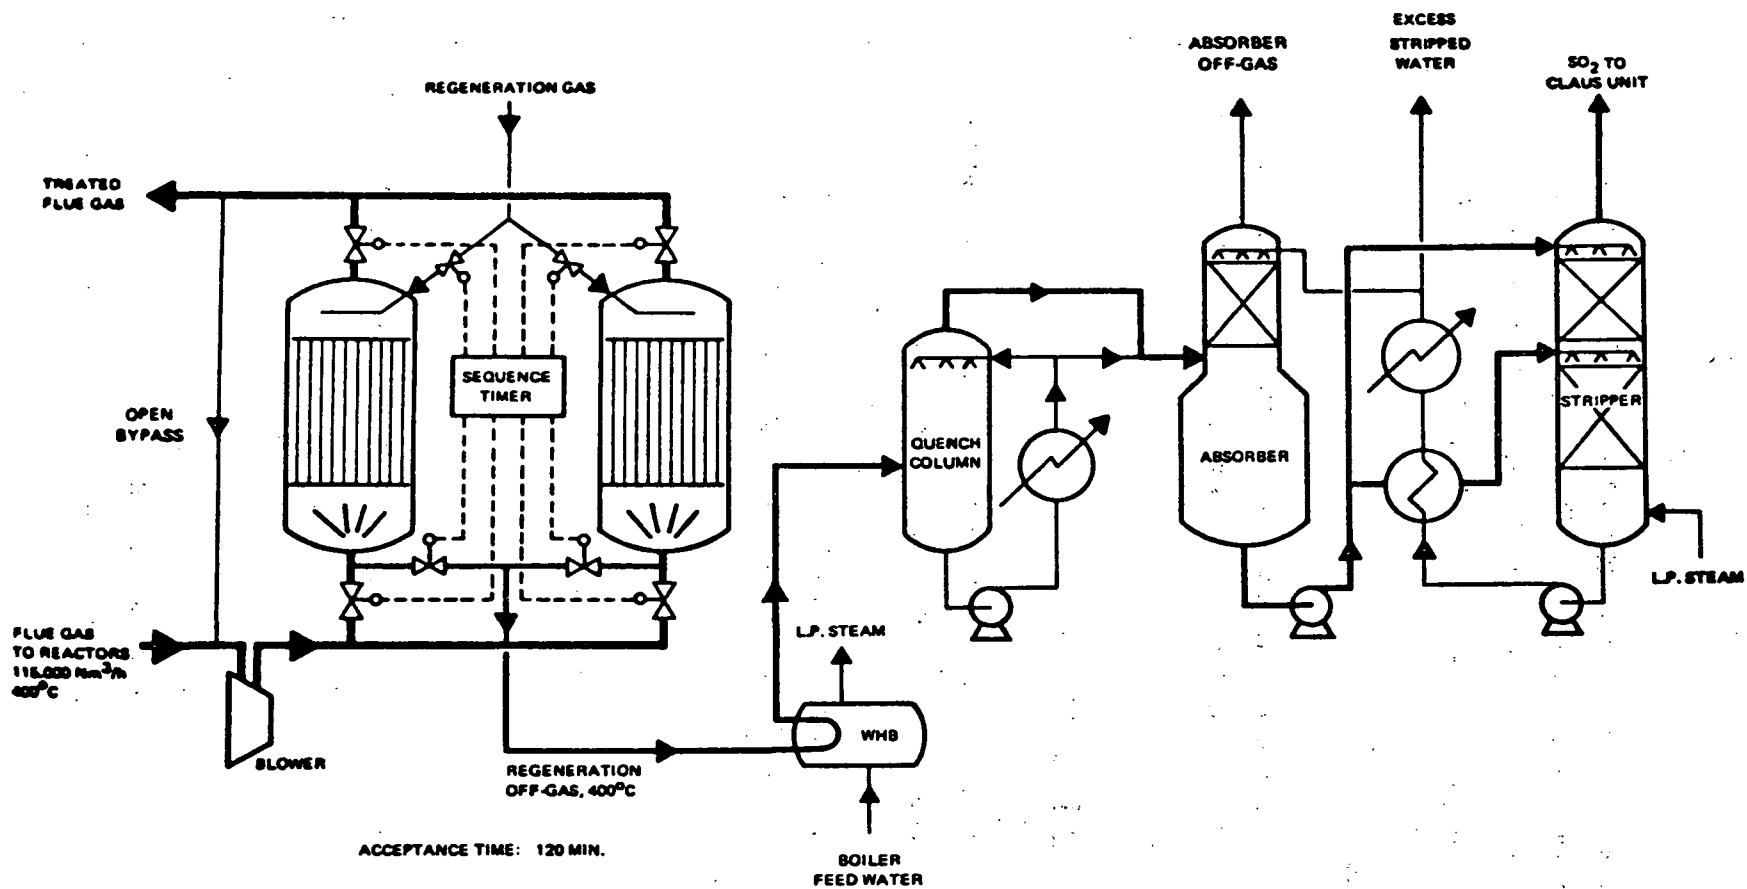 EXCESS
STRIPPED
WATER
ABSORBER
OFF-GAS
SO2 TO
CLAUS UNIT
REGENERATION GAS
TREATED
FLUE GAS
SEQUENCE
TIMER
OPEN
BYPASS
QUENCH
COLUMN
ABSORBER
STRIPPER
L.P. STEAM
FLUE GAS
TO REACTORS
115.000 Nm3/h
400°C
L.P. STEAM
WHB
BLOWER
REGENERATION
OFF-GAS, 400°C
ACCEPTANCE TIME: 120 MIN.
BOILER
FEED WATER